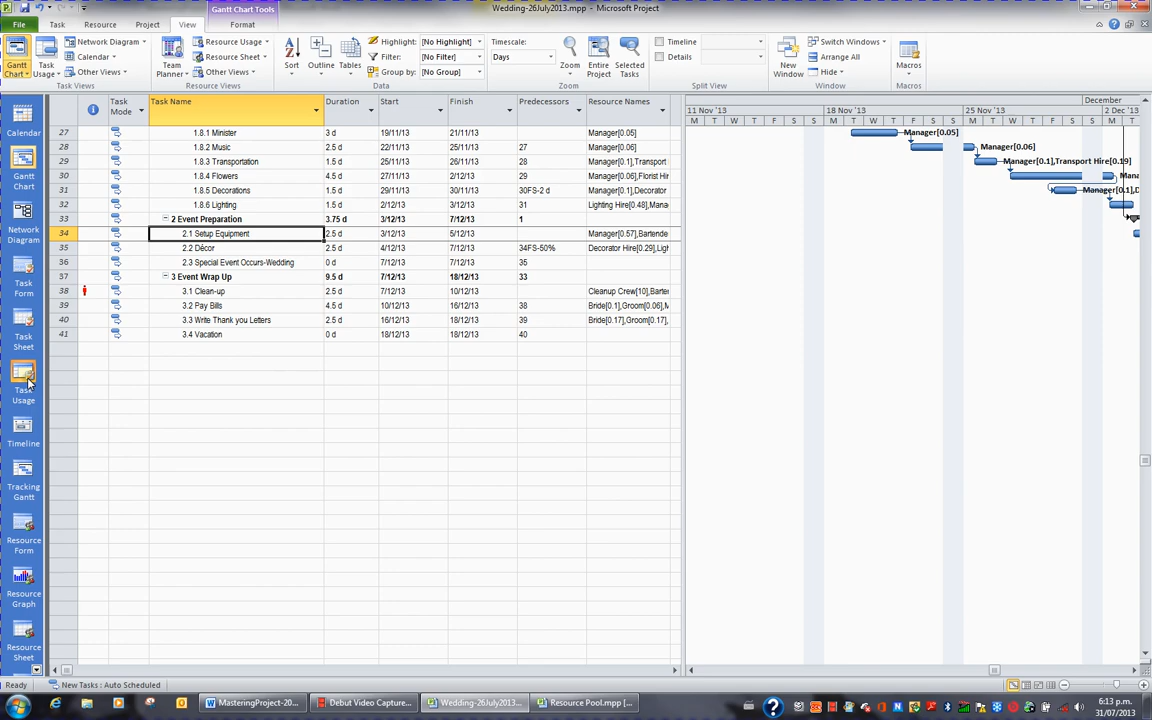 Wedding-26July2013.mpp - Microsoft Project
Gantt Chart Tools
File Task Resource Project View Format
Gantt Chart
Task Usage
Network Diagram
Calendar
Other Views
Task Views
Team Planner
Resource Usage
Resource Sheet
Other Views
Resource Views
Sort
Outline
Tables
Highlight: [No Highlight]
Filter: [No Filter]
Group by: [No Group]
Data
Timescale:
Days
Zoom
Entire Project
Selected Tasks
Zoom
Timeline
Details
Split View
New Window
Switch Windows
Arrange All
Hide
Window
Macros
Macros
Calendar
Gantt Chart
Network Diagram
Task Form
Task Sheet
Task Usage
Timeline
Tracking Gantt
Resource Form
Resource Graph
Resource Sheet
Task Mode Task Name Duration Start Finish Predecessors Resource Names
27 1.8.1 Minister 3 d 19/11/13 21/11/13 Manager[0.05]
28 1.8.2 Music 2.5 d 22/11/13 25/11/13 27 Manager[0.06]
29 1.8.3 Transportation 1.5 d 25/11/13 26/11/13 28 Manager[0.1],Transport
30 1.8.4 Flowers 4.5 d 27/11/13 2/12/13 29 Manager[0.06],Florist Hir
31 1.8.5 Decorations 1.5 d 29/11/13 30/11/13 30FS-2 d Manager[0.1],Decorator
32 1.8.6 Lighting 1.5 d 2/12/13 3/12/13 31 Lighting Hire[0.48],Mana
33 2 Event Preparation 3.75 d 3/12/13 7/12/13 1
34 2.1 Setup Equipment 2.5 d 3/12/13 5/12/13 Manager[0.57],Bartende
35 2.2 Décor 2.5 d 4/12/13 7/12/13 34FS-50% Decorator Hire[0.29],Ligh
36 2.3 Special Event Occurs-Wedding 0 d 7/12/13 7/12/13 35
37 3 Event Wrap Up 9.5 d 7/12/13 18/12/13 33
38 3.1 Clean-up 2.5 d 7/12/13 10/12/13 Cleanup Crew[10],Barte
39 3.2 Pay Bills 4.5 d 10/12/13 16/12/13 38 Bride[0.1],Groom[0.06],M
40 3.3 Write Thank you Letters 2.5 d 16/12/13 18/12/13 39 Bride[0.17],Groom[0.17],
41 3.4 Vacation 0 d 18/12/13 18/12/13 40
December
11 Nov '13 18 Nov '13 25 Nov '13 2 Dec '13
M T W T F S S M T W T F S S M T W T F S S M T
Manager[0.05]
Manager[0.06]
Manager[0.1],Transport Hire[0.19]
Mana
Manager[0.1],D
Ready New Tasks : Auto Scheduled
MasteringProject-20...
Debut Video Capture...
Wedding-26July2013...
Resource Pool.mpp [...
6:13 p.m.
31/07/2013